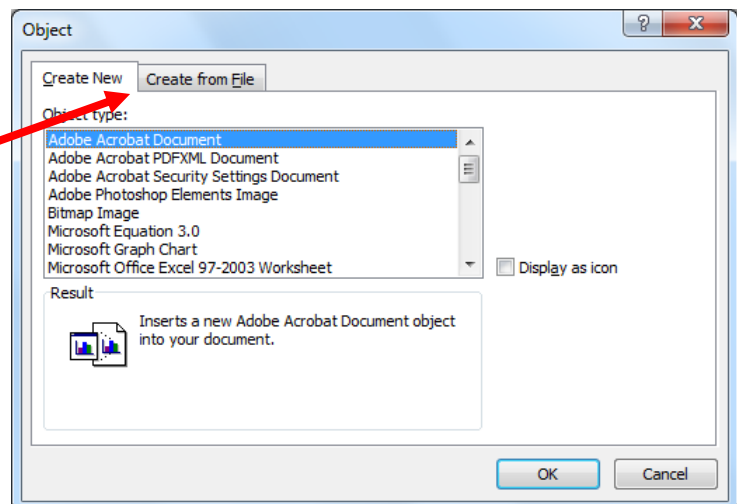 Object
?
X
Create New Create from File
Object type:
Adobe Acrobat Document
Adobe Acrobat PDFXML Document
Adobe Acrobat Security Settings Document
Adobe Photoshop Elements Image
Bitmap Image
Microsoft Equation 3.0
Microsoft Graph Chart
Microsoft Office Excel 97-2003 Worksheet
Display as icon
Result
Inserts a new Adobe Acrobat Document object
into your document.
OK Cancel